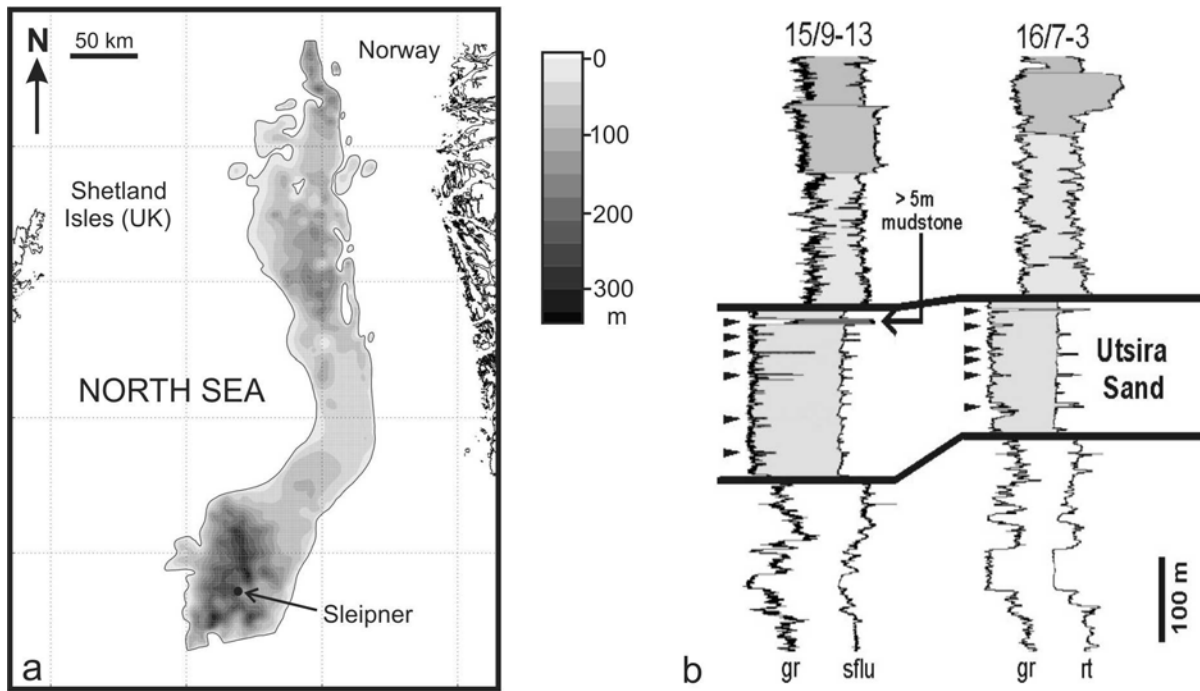 N
50 km
Norway
Shetland
Isles (UK)
NORTH SEA
Sleipner
a
0
100
200
300
m
15/9-13
16/7-3
> 5m
mudstone
Utsira
Sand
100 m
gr
sflu
gr
rt
b